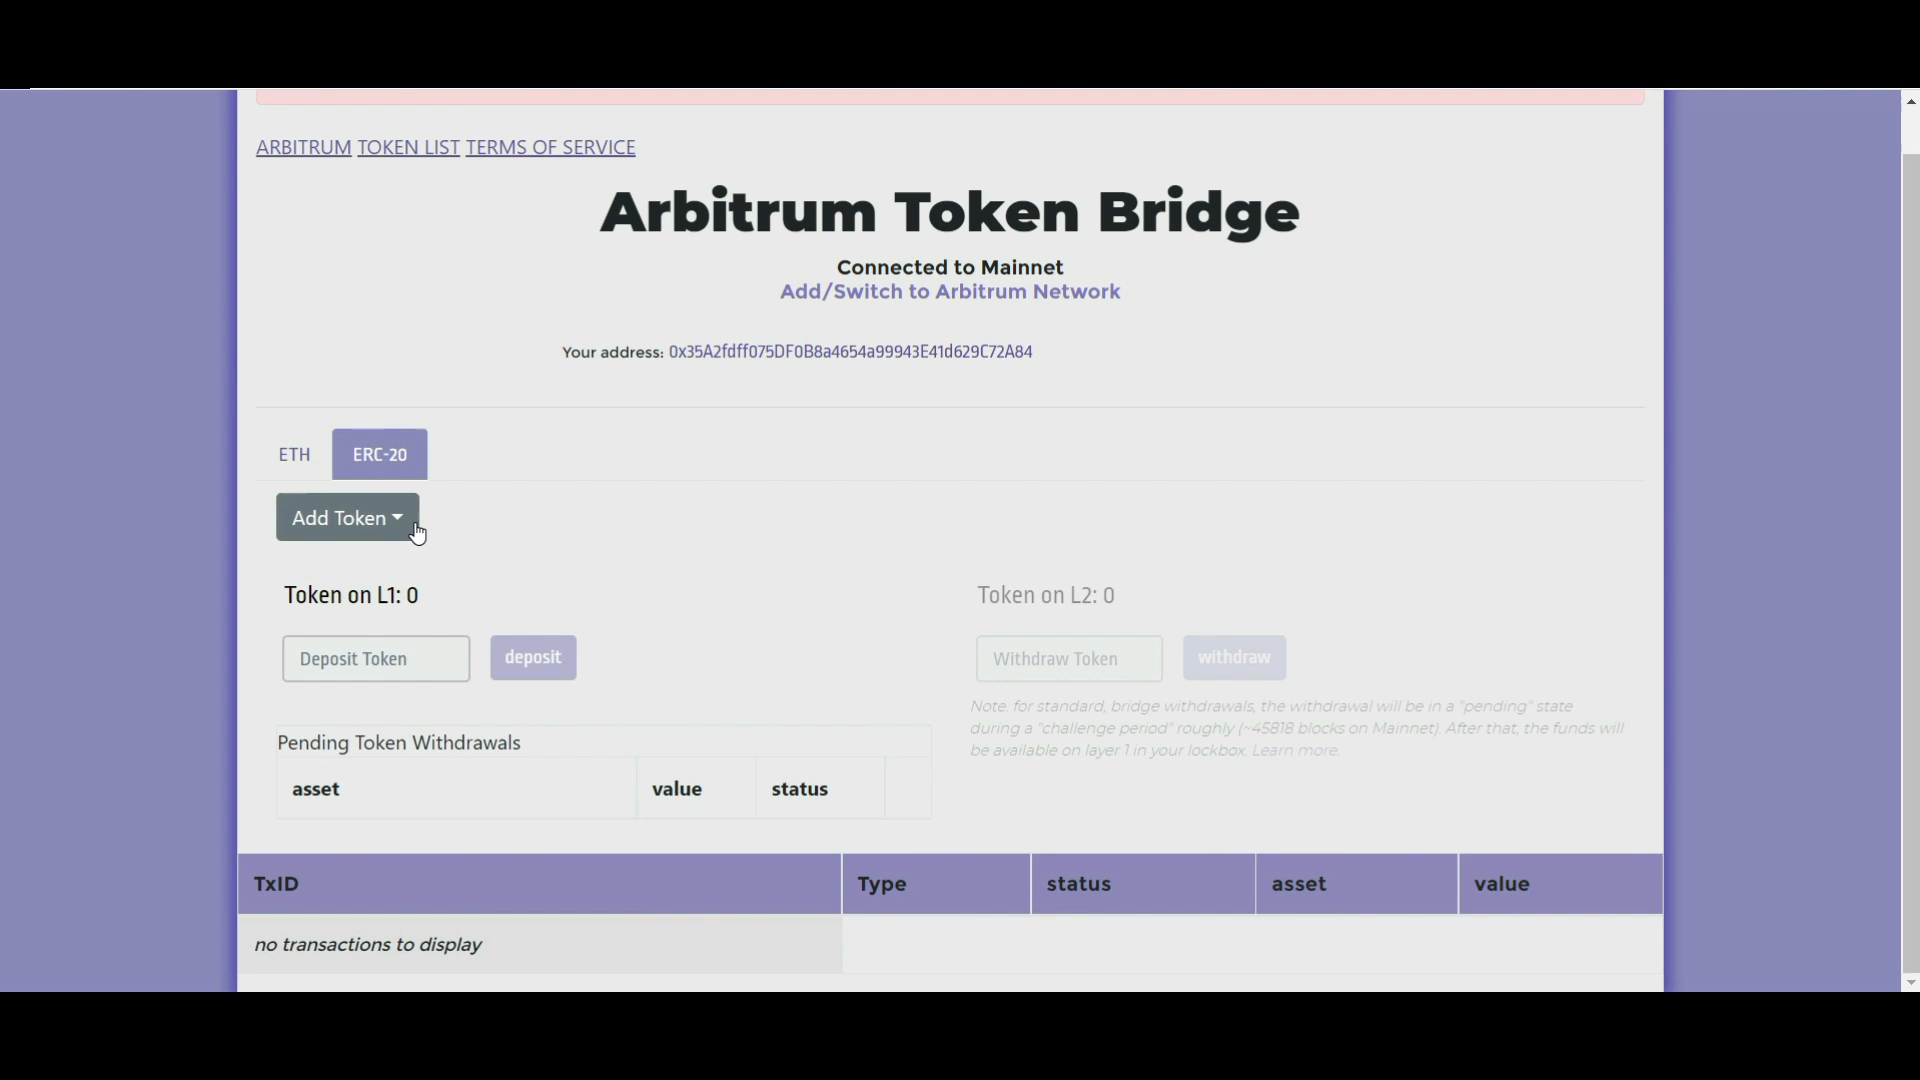 ARBITRUM TOKEN LIST TERMS OF SERVICE
Arbitrum Token Bridge
Connected to Mainnet
Add/Switch to Arbitrum Network
Your address: 0x35A2fdff075DF0B8a4654a99943E41d629C72A84
ETH ERC-20
Add Token
Token on L1: 0
Deposit Token deposit
Token on L2: 0
Withdraw Token withdraw
Note. for standard, bridge withdrawals, the withdrawal will be in a "pending" state
during a "challenge period" roughly (~45818 blocks on Mainnet). After that, the funds will
be available on layer 1 in your lockbox. Learn more.
Pending Token Withdrawals
asset value status
TxID Type status asset value
no transactions to display